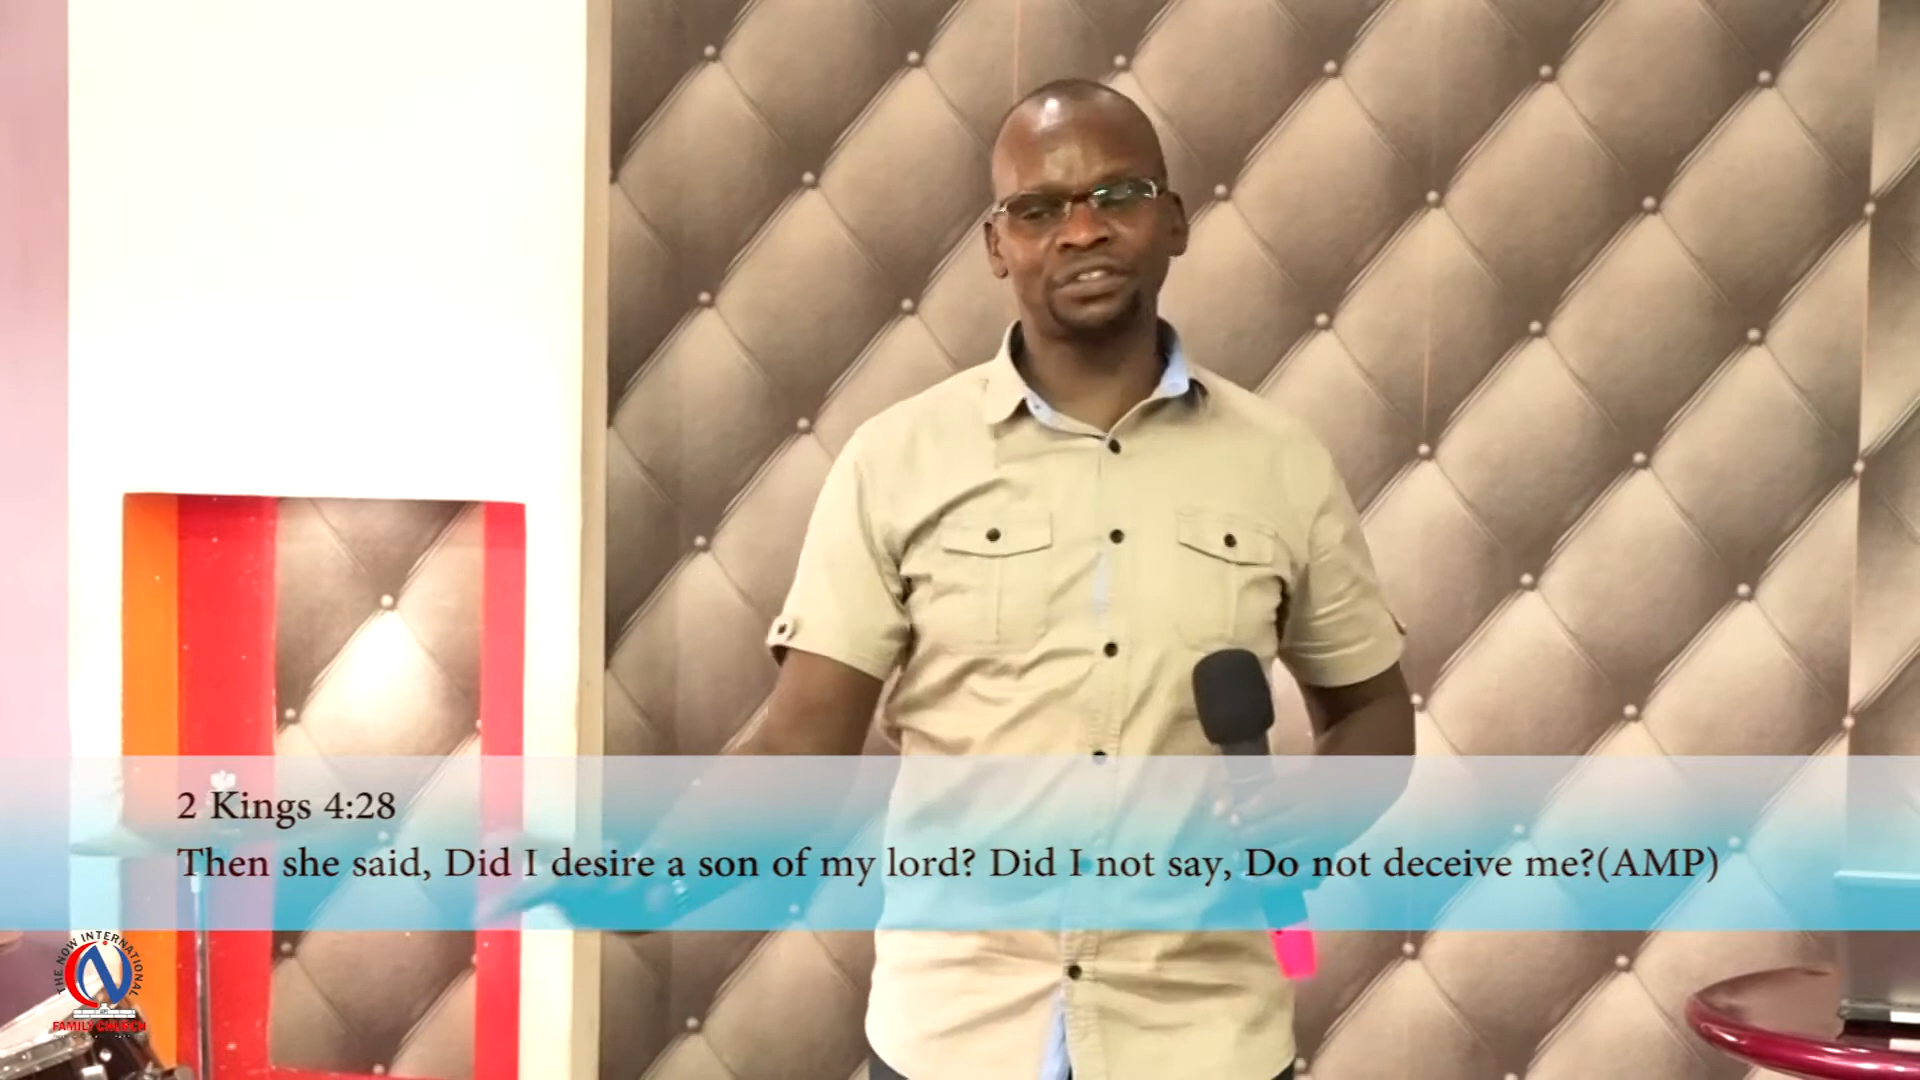 2 Kings 4:28
Then she said, Did I desire a son of my lord? Did I not say, Do not deceive me?(AMP)
THE NOW INTERNATIONAL
FAMILY CHURCH